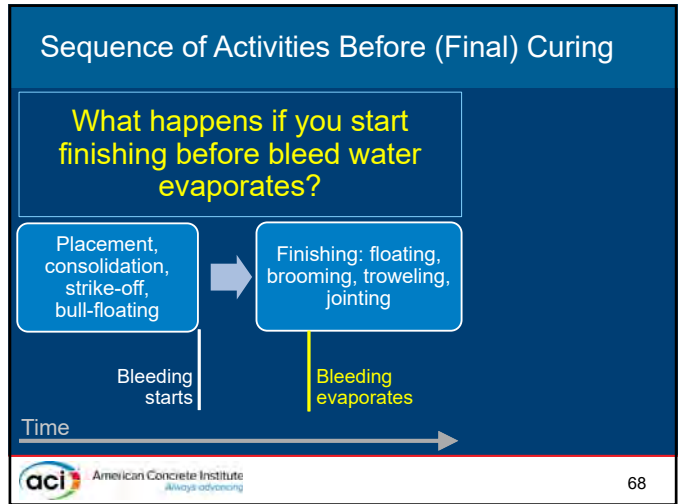 Sequence of Activities Before (Final) Curing
What happens if you start
finishing before bleed water
evaporates?
Placement,
consolidation,
strike-off,
bull-floating
Finishing: floating,
brooming, troweling,
jointing
Bleeding
starts
Bleeding
evaporates
Time
aci
American Concrete Institute
Always advancing
68